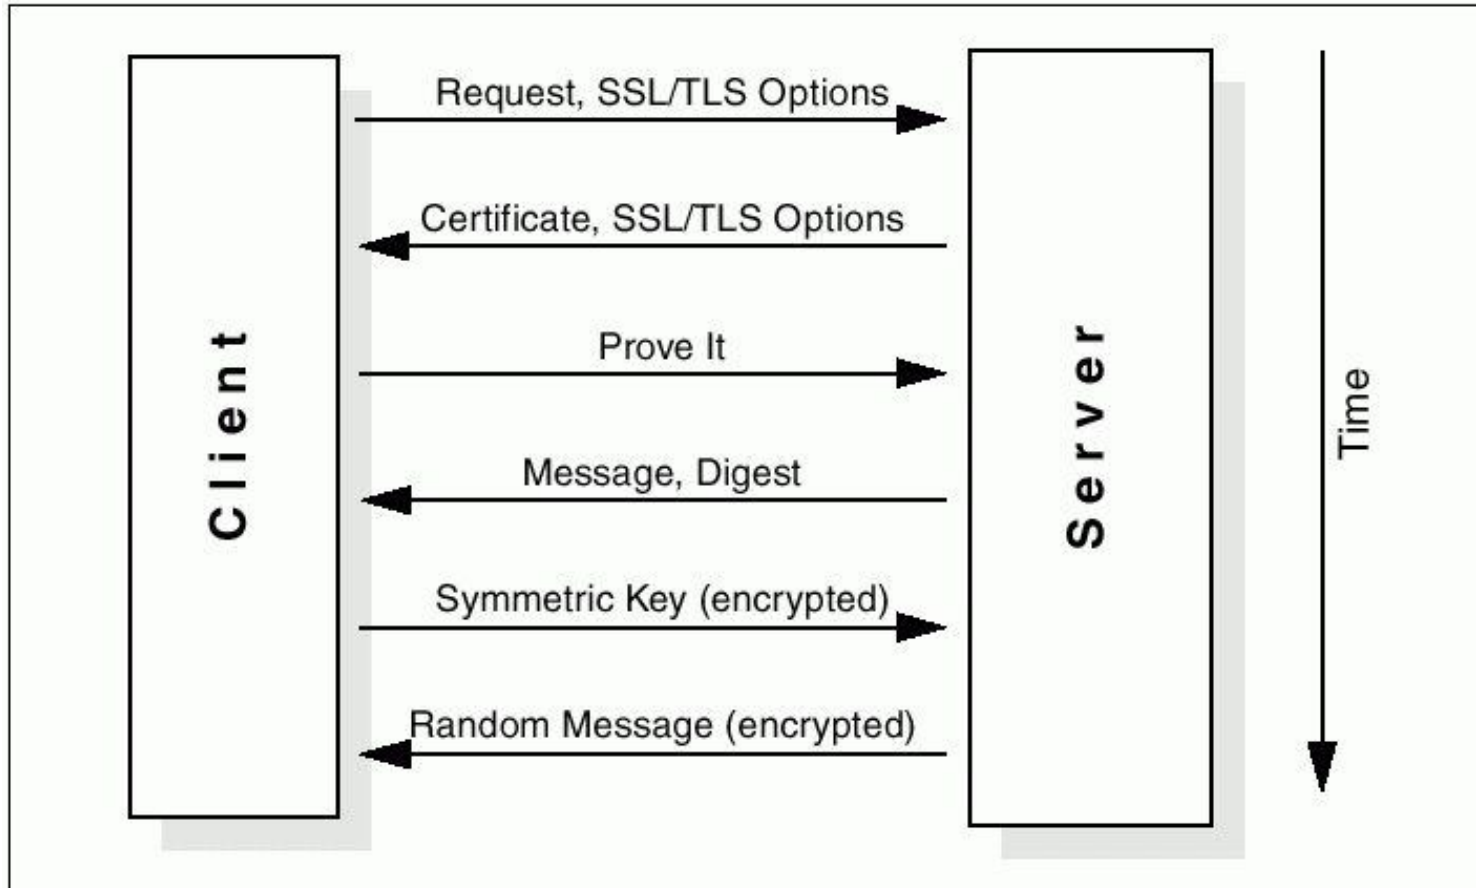 Request, SSL/TLS Options
Certificate, SSL/TLS Options
Prove It
Message, Digest
Symmetric Key (encrypted)
Random Message (encrypted)
Client
Server
Time